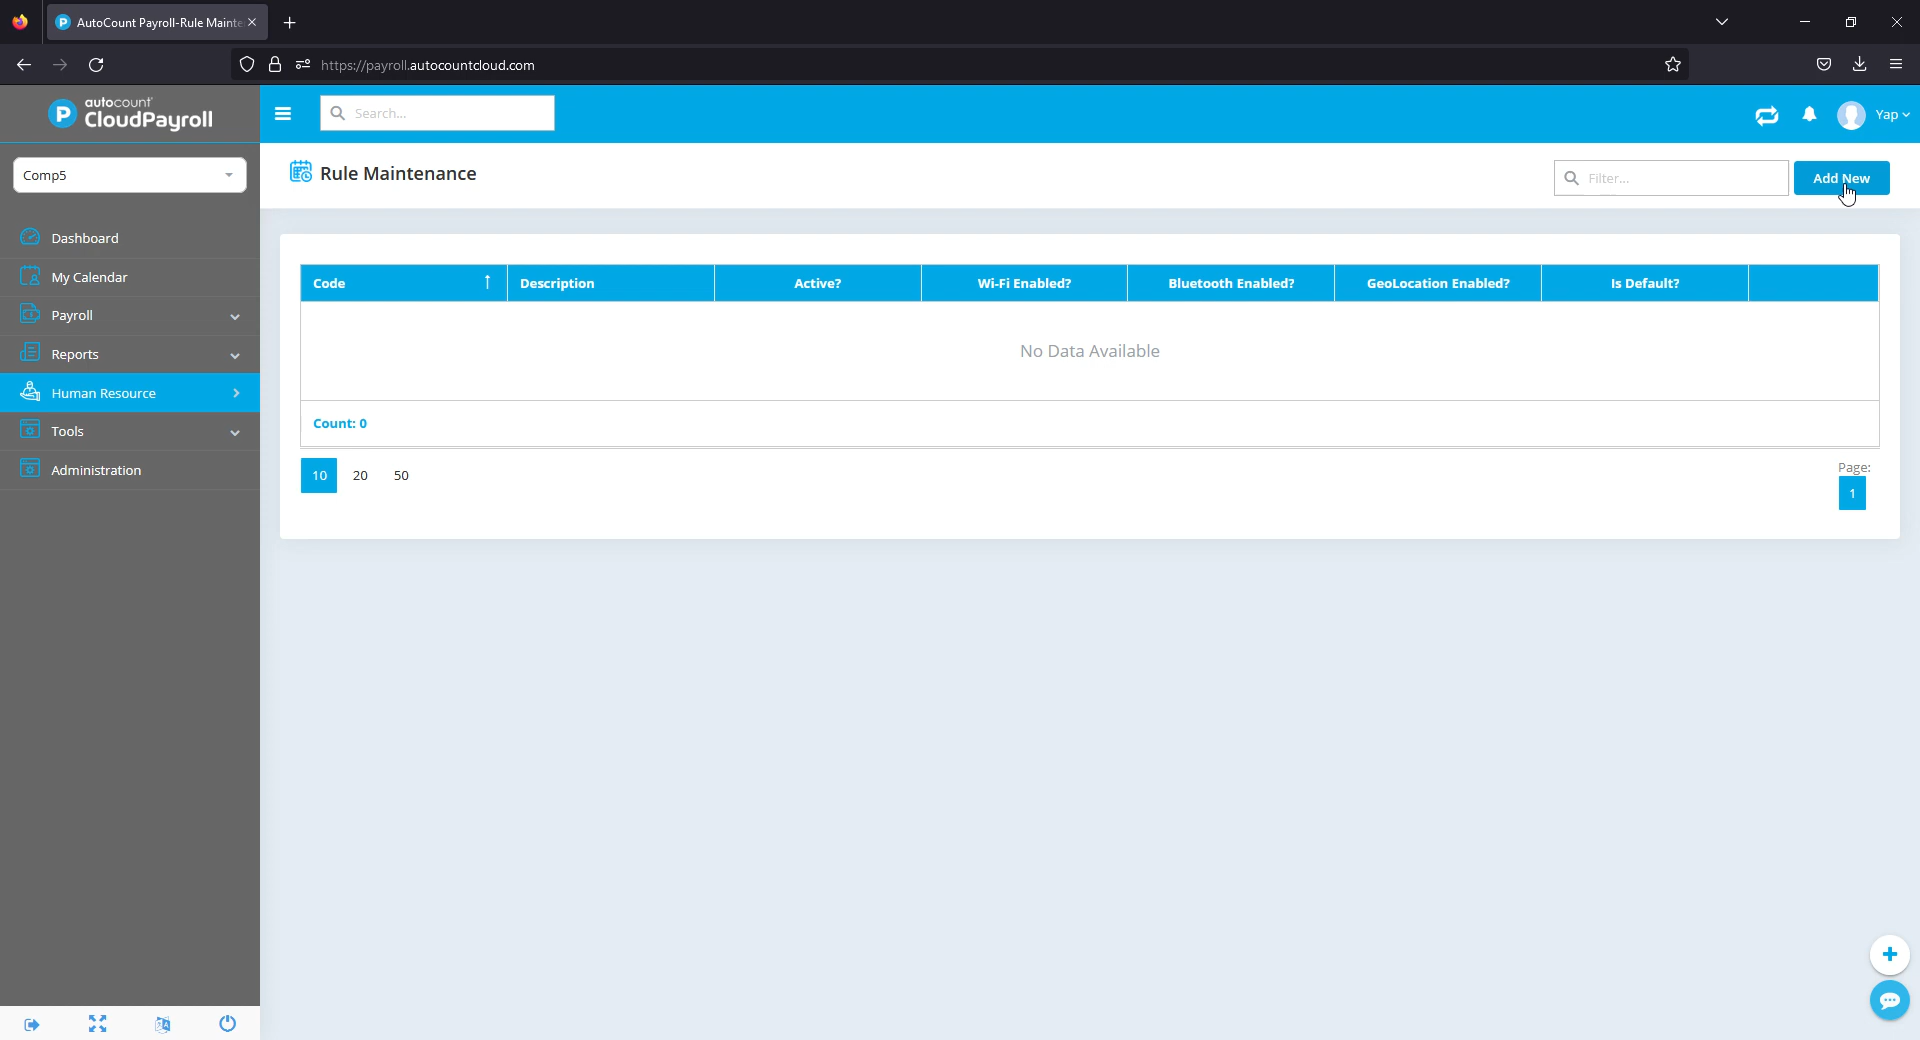 AutoCount Payroll-Rule Mainte
https://payroll.autocountcloud.com
P autocount CloudPayroll
Search...
Yap
Comp5
Rule Maintenance
Filter...
Add New
Dashboard
My Calendar
Payroll
Reports
Human Resource
Tools
Administration
Code Description Active? Wi-Fi Enabled? Bluetooth Enabled? GeoLocation Enabled? Is Default?
No Data Available
Count: 0
10 20 50
Page:
1